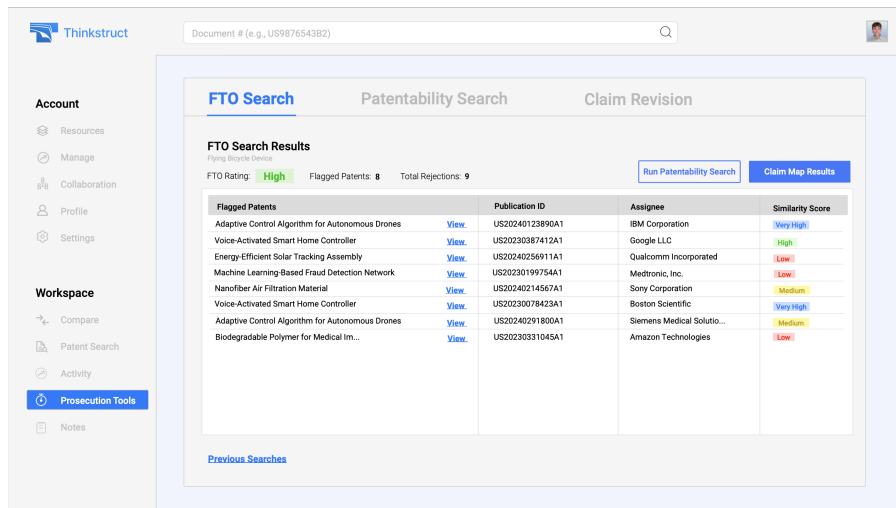 Thinkstruct
Document # (e.g., US9876543B2)
Account
Resources
Manage
Collaboration
Profile
Settings
Workspace
Compare
Patent Search
Activity
Prosecution Tools
Notes
FTO Search Patentability Search Claim Revision
FTO Search Results
Flying Bicycle Device
FTO Rating: High Flagged Patents: 8 Total Rejections: 9
Run Patentability Search Claim Map Results
Flagged Patents Publication ID Assignee Similarity Score
Adaptive Control Algorithm for Autonomous Drones View US20240123890A1 IBM Corporation Very High
Voice-Activated Smart Home Controller View US20230387412A1 Google LLC High
Energy-Efficient Solar Tracking Assembly View US20240256911A1 Qualcomm Incorporated Low
Machine Learning-Based Fraud Detection Network View US20230199754A1 Medtronic, Inc. Low
Nanofiber Air Filtration Material View US20240214567A1 Sony Corporation Medium
Voice-Activated Smart Home Controller View US20230078423A1 Boston Scientific Very High
Adaptive Control Algorithm for Autonomous Drones View US20240291800A1 Siemens Medical Solutio... Medium
Biodegradable Polymer for Medical Im... View US20230331045A1 Amazon Technologies Low
Previous Searches